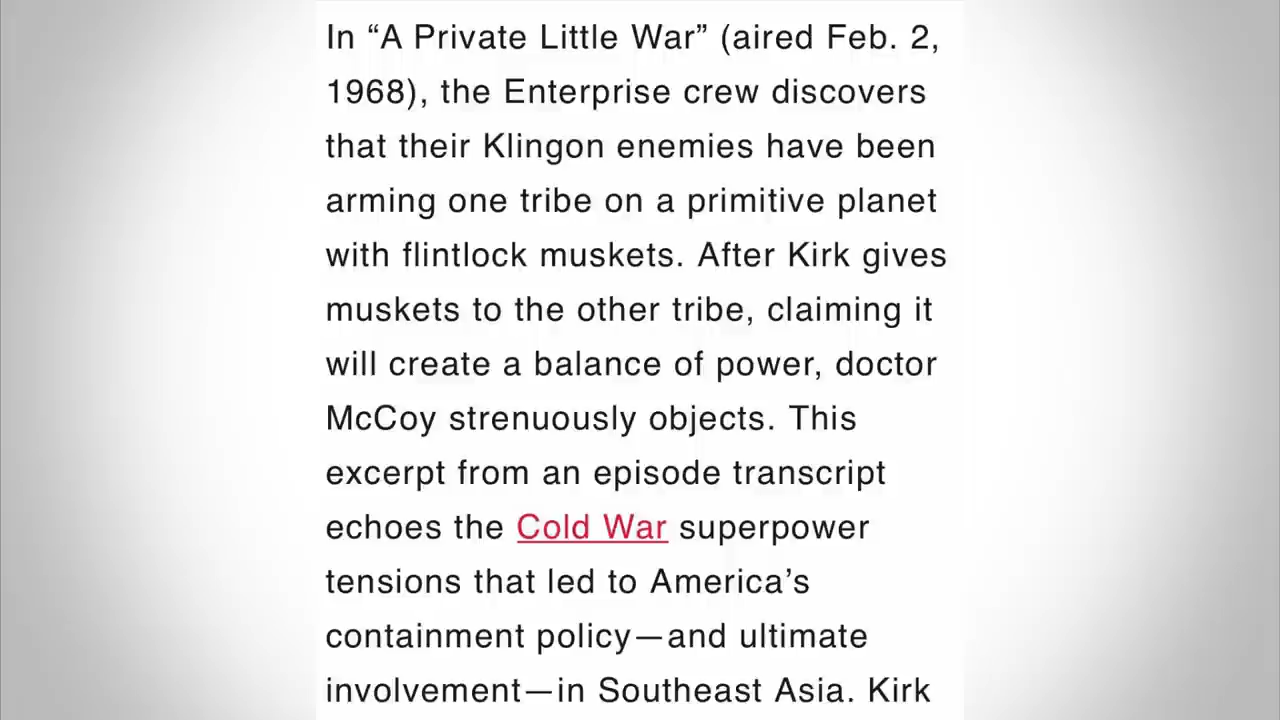 In “A Private Little War” (aired Feb. 2,
1968), the Enterprise crew discovers
that their Klingon enemies have been
arming one tribe on a primitive planet
with flintlock muskets. After Kirk gives
muskets to the other tribe, claiming it
will create a balance of power, doctor
McCoy strenuously objects. This
excerpt from an episode transcript
echoes the Cold War superpower
tensions that led to America’s
containment policy—and ultimate
involvement—in Southeast Asia. Kirk